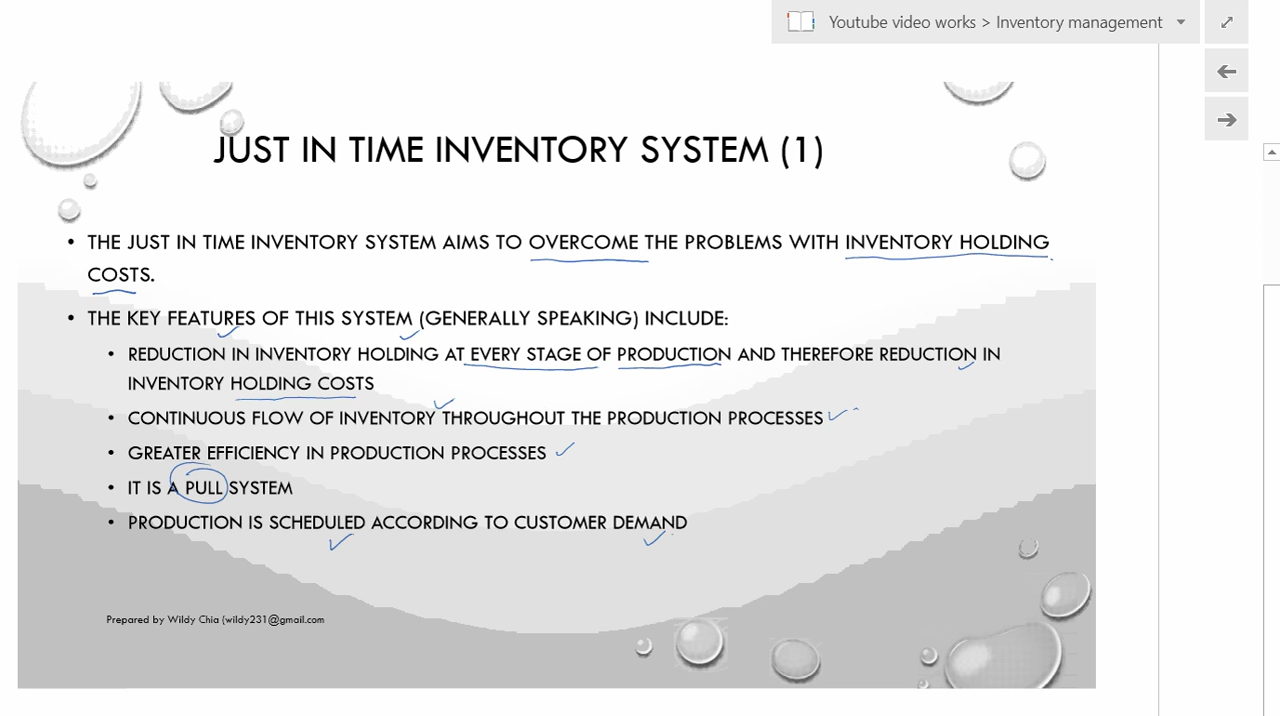 Youtube video works > Inventory management
JUST IN TIME INVENTORY SYSTEM (1)
• THE JUST IN TIME INVENTORY SYSTEM AIMS TO OVERCOME THE PROBLEMS WITH INVENTORY HOLDING
COSTS.
• THE KEY FEATURES OF THIS SYSTEM (GENERALLY SPEAKING) INCLUDE:
• REDUCTION IN INVENTORY HOLDING AT EVERY STAGE OF PRODUCTION AND THEREFORE REDUCTION IN
INVENTORY HOLDING COSTS
• CONTINUOUS FLOW OF INVENTORY THROUGHOUT THE PRODUCTION PROCESSES
• GREATER EFFICIENCY IN PRODUCTION PROCESSES
• IT IS A PULL SYSTEM
• PRODUCTION IS SCHEDULED ACCORDING TO CUSTOMER DEMAND
Prepared by Wildy Chia (wildy231@gmail.com